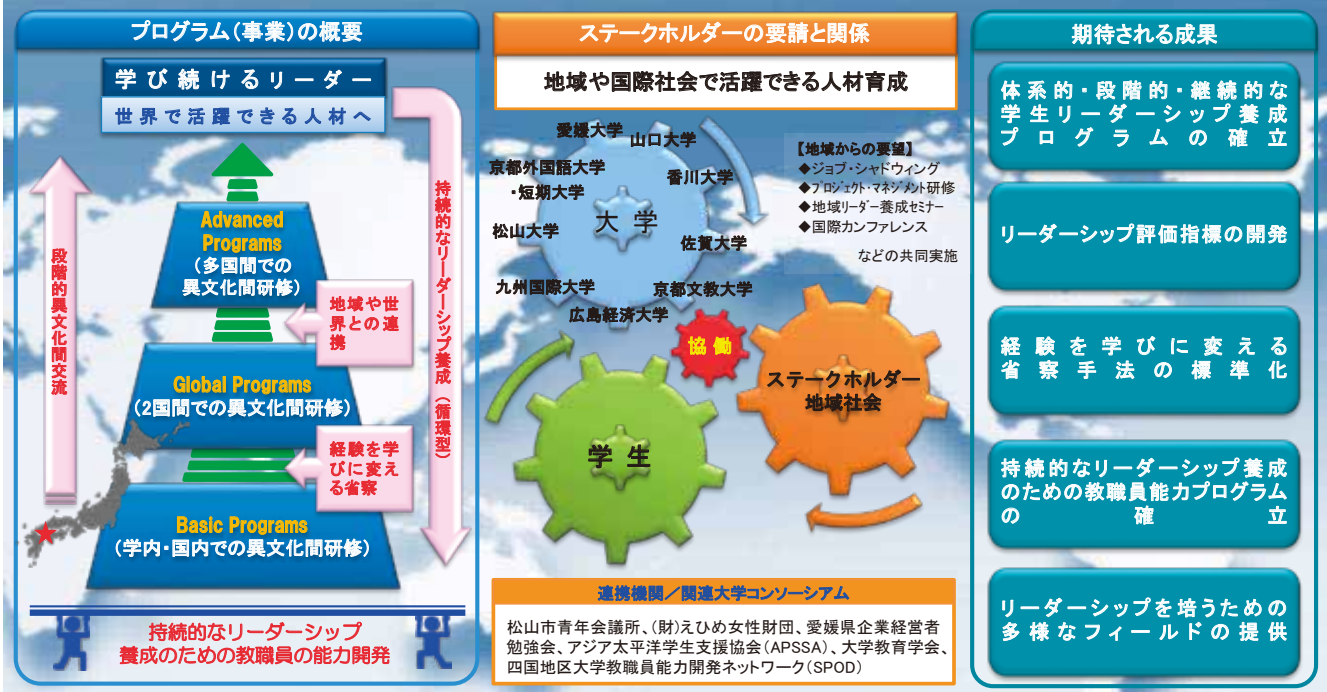 プログラム（事業）の概要
学び続けるリーダー
世界で活躍できる人材へ
段階的異文化間交流
持続的なリーダーシップ養成（循環型）
Advanced
Programs
（多国間での
異文化間研修）
地域や世
界との連
携
Global Programs
（2国間での異文化間研修）
経験を学
びに変え
る省察
Basic Programs
（学内・国内での異文化間研修）
持続的なリーダーシップ
養成のための教職員の能力開発
ステークホルダーの要請と関係
地域や国際社会で活躍できる人材育成
愛媛大学
山口大学
京都外国語大学
・短期大学
香川大学
大学
松山大学
佐賀大学
九州国際大学
京都文教大学
広島経済大学
【地域からの要望】
◆ジョブ・シャドウィング
◆プロジェクト・マネジメント研修
◆地域リーダー養成セミナー
◆国際カンファレンス
などの共同実施
協働
ステークホルダー
地域社会
学生
連携機関／関連大学コンソーシアム
松山市青年会議所、（財）えひめ女性財団、愛媛県企業経営者
勉強会、アジア太平洋学生支援協会（APSSA）、大学教育学会、
四国地区大学教職員能力開発ネットワーク（SPOD）
期待される成果
体系的・段階的・継続的な
学生リーダーシップ養成
プログラムの確立
リーダーシップ評価指標の開発
経験を学びに変える
省察手法の標準化
持続的なリーダーシップ養成
のための教職員能力プログラム
の確立
リーダーシップを培うための
多様なフィールドの提供